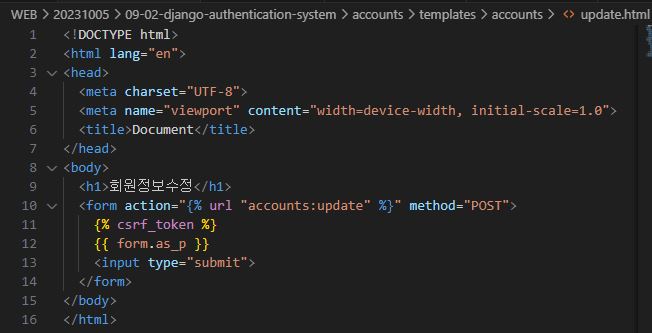 WEB > 20231005 > 09-02-django-authentication-system > accounts > templates > accounts > <> update.html
1 <!DOCTYPE html>
2 <html lang="en">
3 <head>
4 <meta charset="UTF-8">
5 <meta name="viewport" content="width=device-width, initial-scale=1.0">
6 <title>Document</title>
7 </head>
8 <body>
9 <h1>회원정보수정</h1>
10 <form action="{% url "accounts:update" %}" method="POST">
11 {% csrf_token %}
12 {{ form.as_p }}
13 <input type="submit">
14 </form>
15 </body>
16 </html>